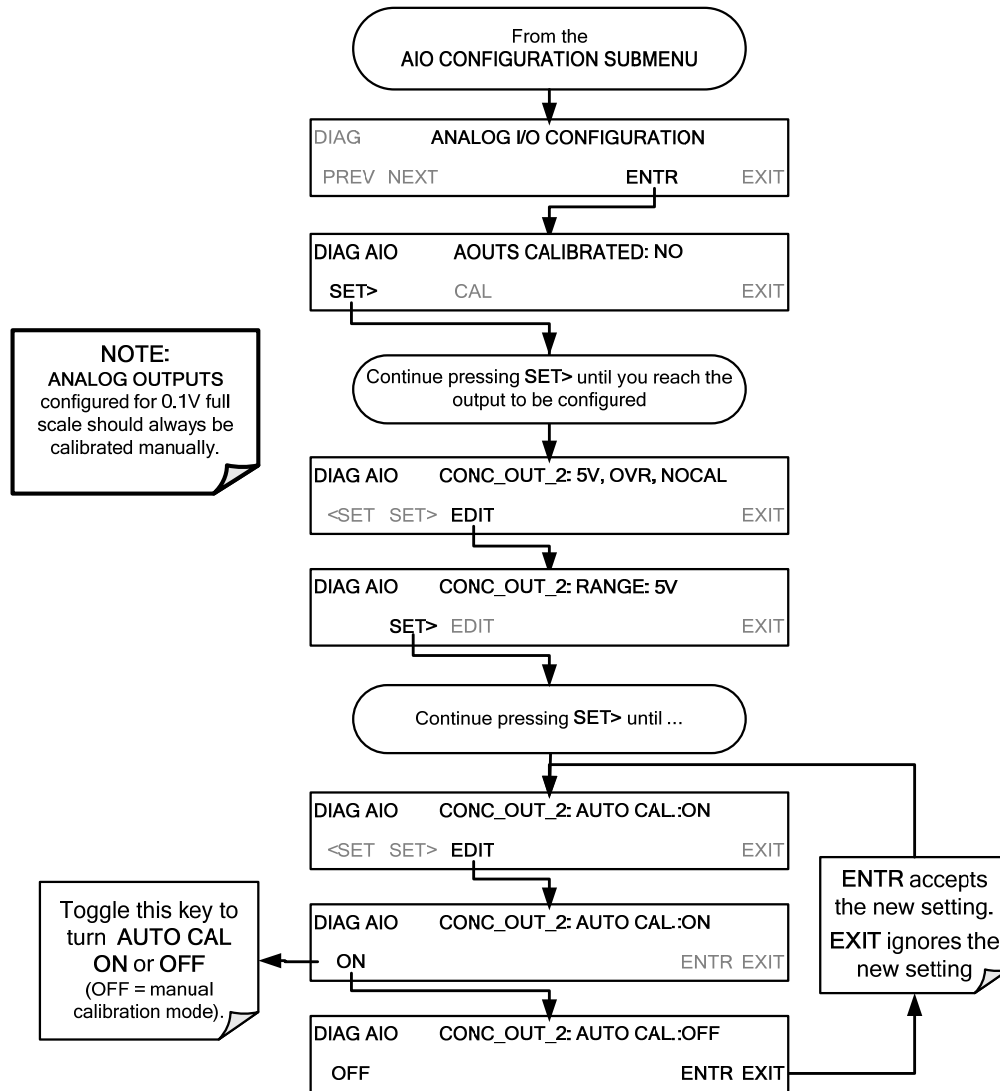 From the
AIO CONFIGURATION SUBMENU
DIAG ANALOG I/O CONFIGURATION
PREV NEXT ENTR EXIT
DIAG AIO AOUTS CALIBRATED: NO
SET> CAL EXIT
NOTE:
ANALOG OUTPUTS
configured for 0.1V full
scale should always be
calibrated manually.
Continue pressing SET> until you reach the
output to be configured
DIAG AIO CONC_OUT_2: 5V, OVR, NOCAL
<SET SET> EDIT EXIT
DIAG AIO CONC_OUT_2: RANGE: 5V
SET> EDIT EXIT
Continue pressing SET> until ...
DIAG AIO CONC_OUT_2: AUTO CAL.:ON
<SET SET> EDIT EXIT
DIAG AIO CONC_OUT_2: AUTO CAL.:ON
ON ENTR EXIT
Toggle this key to
turn AUTO CAL
ON or OFF
(OFF = manual
calibration mode).
DIAG AIO CONC_OUT_2: AUTO CAL.:OFF
OFF ENTR EXIT
ENTR accepts
the new setting.
EXIT ignores the
new setting